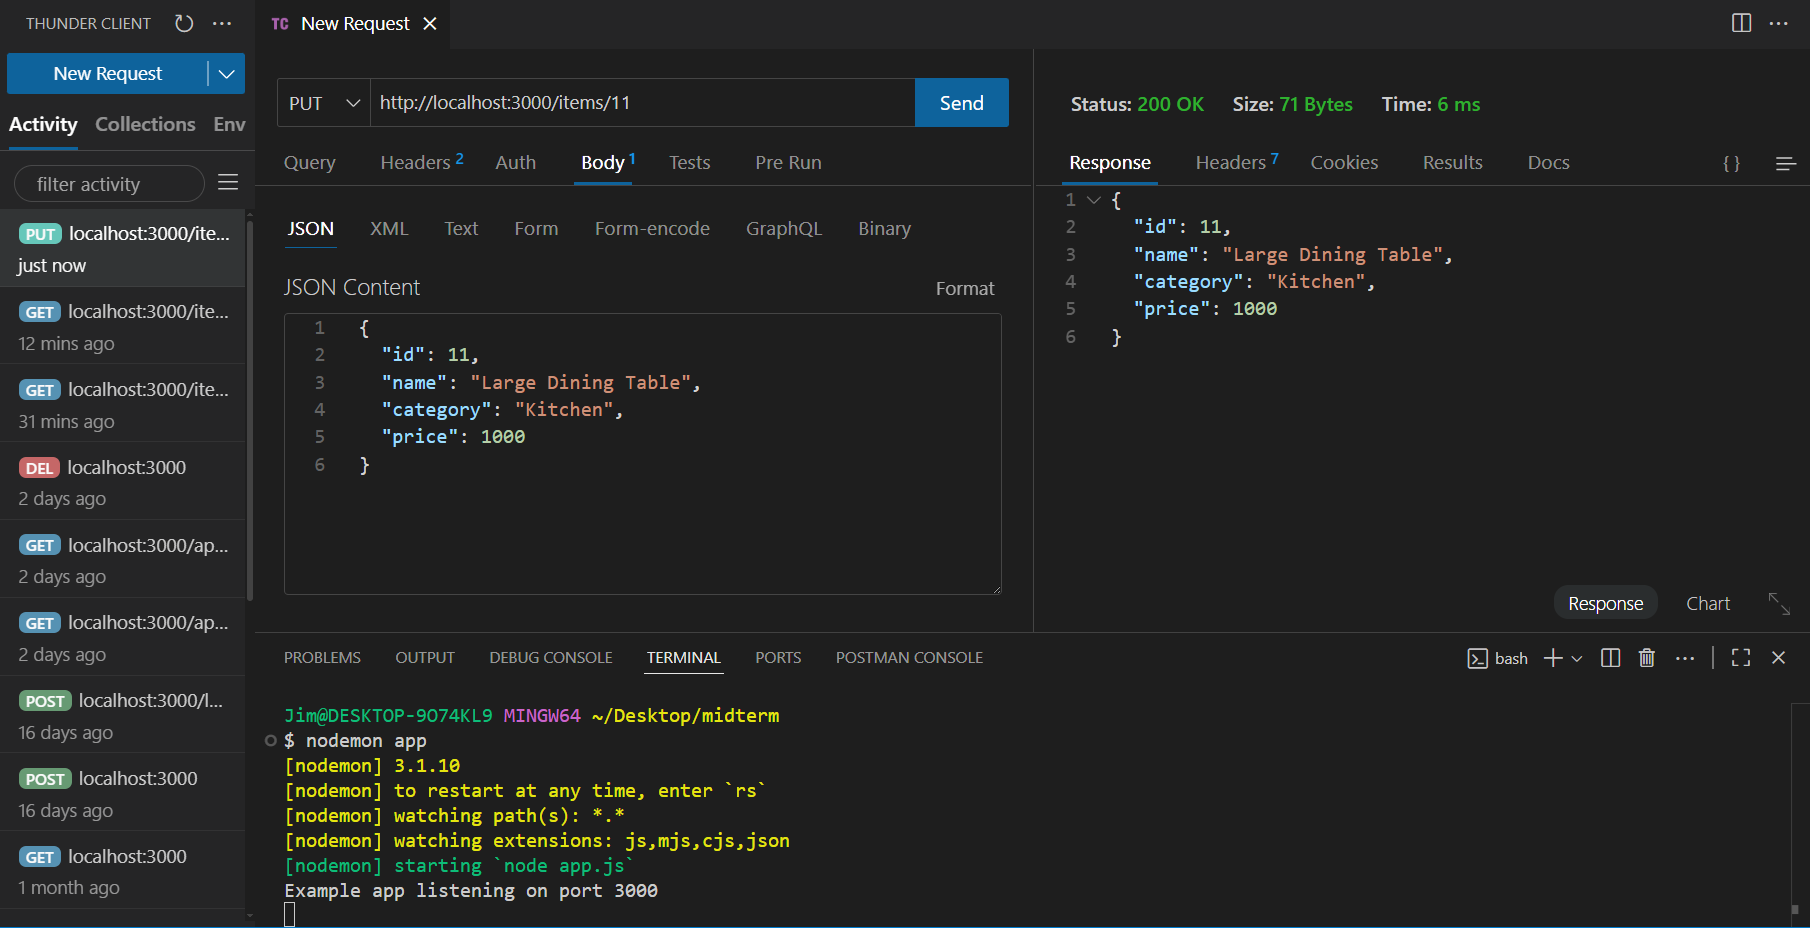 THUNDER CLIENT
New Request
Activity Collections Env
filter activity
PUT localhost:3000/ite...
just now
GET localhost:3000/ite...
12 mins ago
GET localhost:3000/ite...
31 mins ago
DEL localhost:3000
2 days ago
GET localhost:3000/ap...
2 days ago
GET localhost:3000/ap...
2 days ago
POST localhost:3000/l...
16 days ago
POST localhost:3000
16 days ago
GET localhost:3000
1 month ago
TC New Request
PUT http://localhost:3000/items/11 Send
Query Headers 2 Auth Body 1 Tests Pre Run
JSON XML Text Form Form-encode GraphQL Binary
JSON Content Format
1 {
2 "id": 11,
3 "name": "Large Dining Table",
4 "category": "Kitchen",
5 "price": 1000
6 }
Status: 200 OK Size: 71 Bytes Time: 6 ms
Response Headers 7 Cookies Results Docs { }
1 {
2 "id": 11,
3 "name": "Large Dining Table",
4 "category": "Kitchen",
5 "price": 1000
6 }
Response Chart
PROBLEMS OUTPUT DEBUG CONSOLE TERMINAL PORTS POSTMAN CONSOLE bash
Jim@DESKTOP-9O74KL9 MINGW64 ~/Desktop/midterm
$ nodemon app
[nodemon] 3.1.10
[nodemon] to restart at any time, enter `rs`
[nodemon] watching path(s): *.*
[nodemon] watching extensions: js,mjs,cjs,json
[nodemon] starting `node app.js`
Example app listening on port 3000